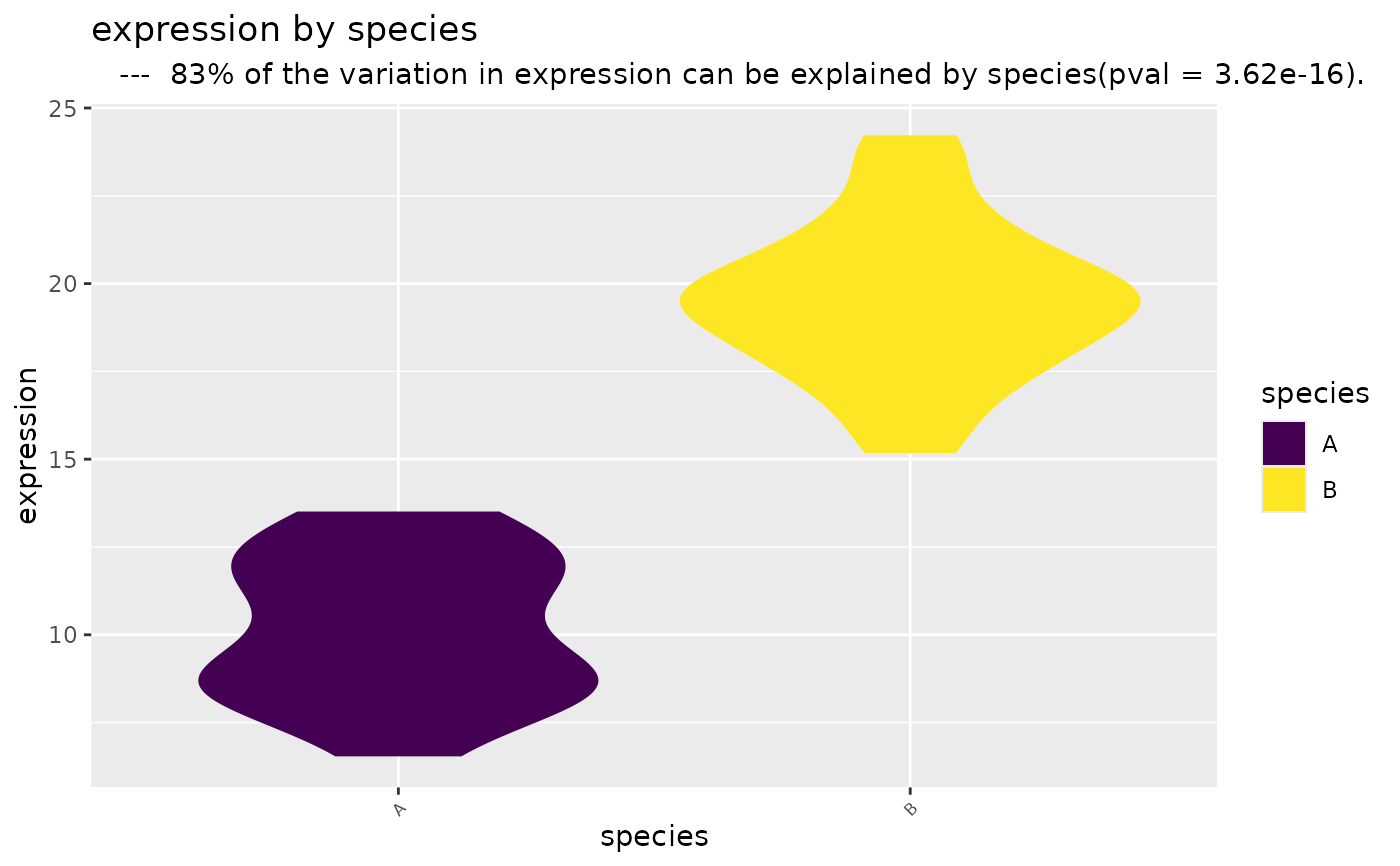 expression by species
---  83% of the variation in expression can be explained by species(pval = 3.62e-16).
25
20
15
10
expression
A
B
species
species
A
B